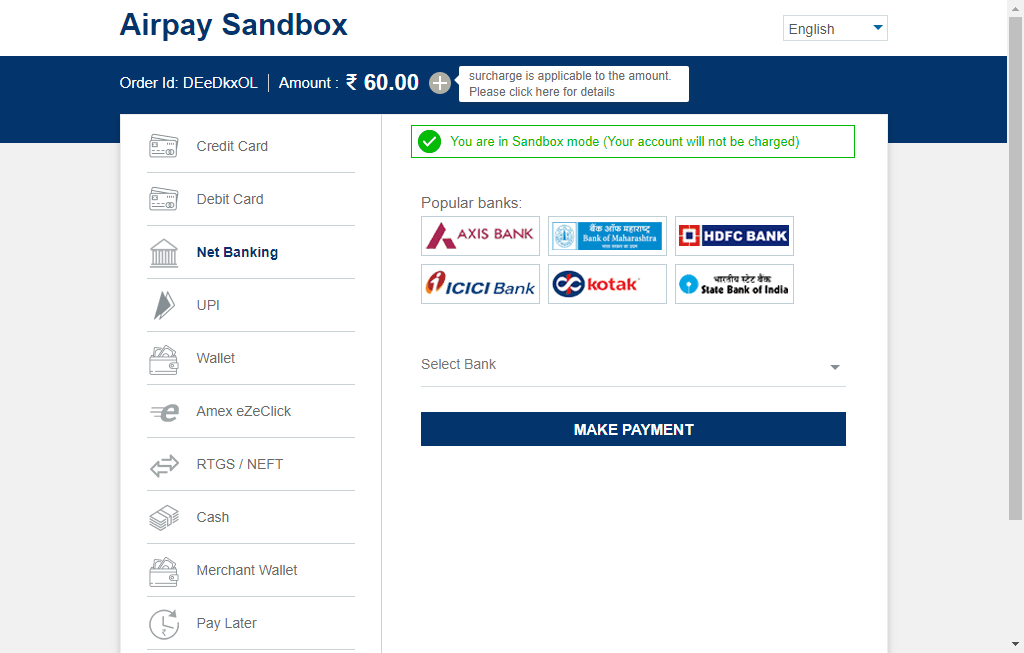 Airpay Sandbox
English
Order Id: DEeDkxOL
Amount : ₹ 60.00
surcharge is applicable to the amount.
Please click here for details
Credit Card
Debit Card
Net Banking
UPI
Wallet
Amex eZeClick
RTGS / NEFT
Cash
Merchant Wallet
Pay Later
You are in Sandbox mode (Your account will not be charged)
Popular banks:
AXIS BANK
बैंक ऑफ महाराष्ट्र
Bank of Maharashtra
HDFC BANK
ICICI Bank
kotak
भारतीय स्टेट बैंक
State Bank of India
Select Bank
MAKE PAYMENT